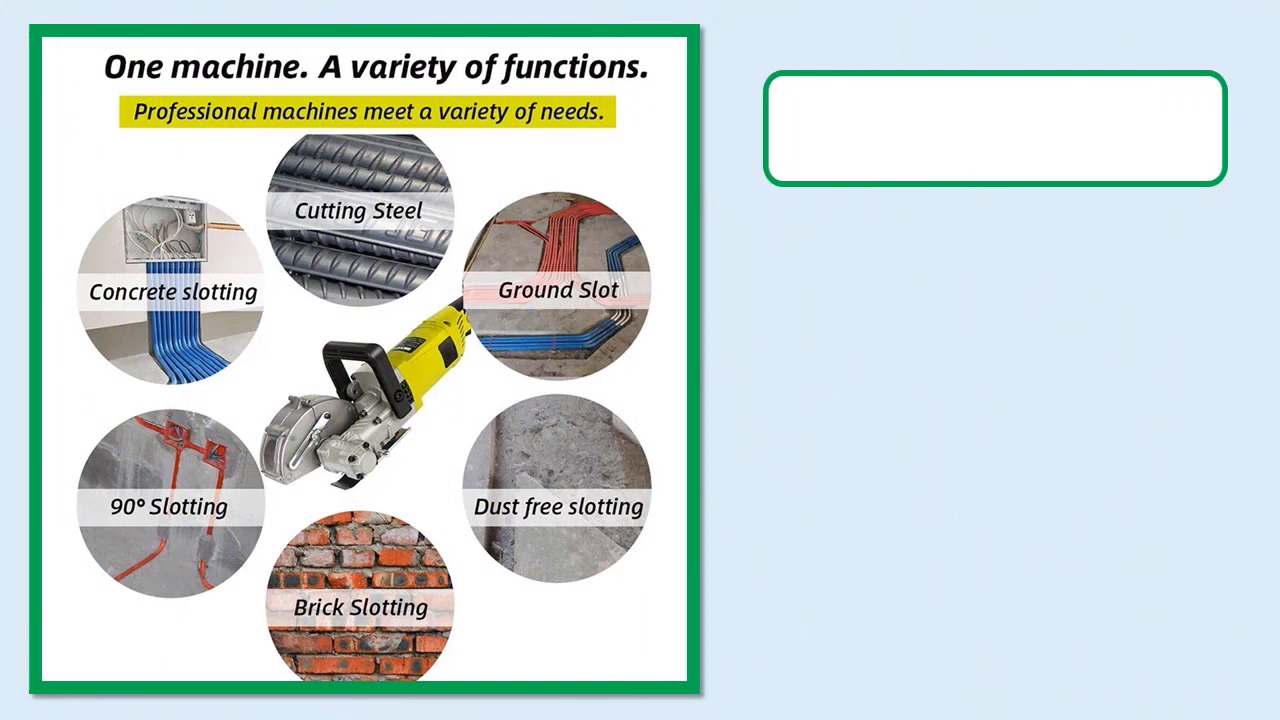 One machine. A variety of functions.
Professional machines meet a variety of needs.
Cutting Steel
Concrete slotting
Ground Slot
90° Slotting
Dust free slotting
Brick Slotting